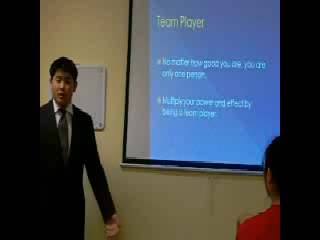 Team Player
No matter how good you are, you are
only one person.
Multiply your power and effect by
being a team player.